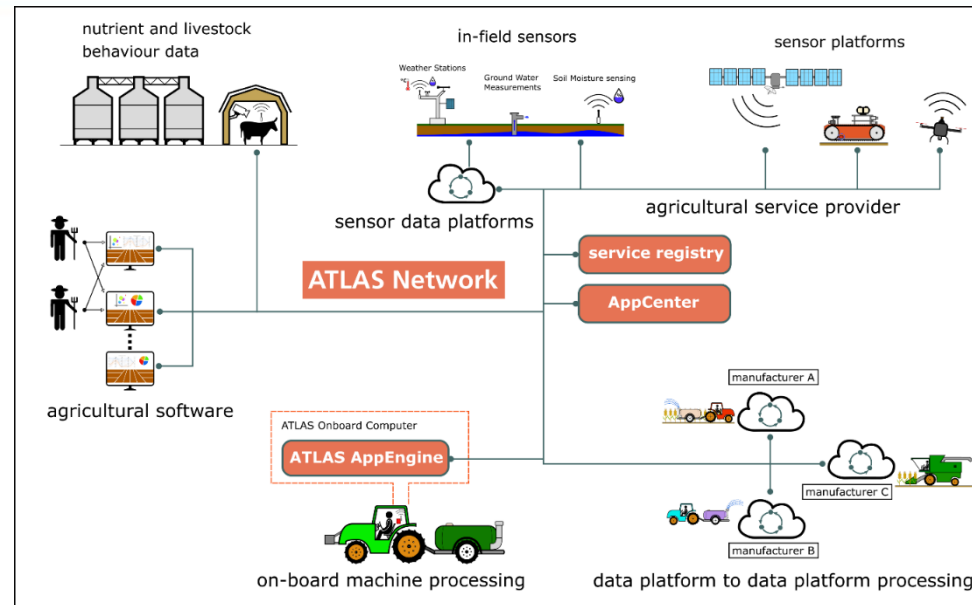 nutrient and livestock
behaviour data
in-field sensors
sensor platforms
Weather Stations
Ground Water
Measurements
Soil Moisture sensing
sensor data platforms
agricultural service provider
service registry
ATLAS Network
AppCenter
agricultural software
manufacturer A
ATLAS Onboard Computer
ATLAS AppEngine
manufacturer C
manufacturer B
on-board machine processing
data platform to data platform processing